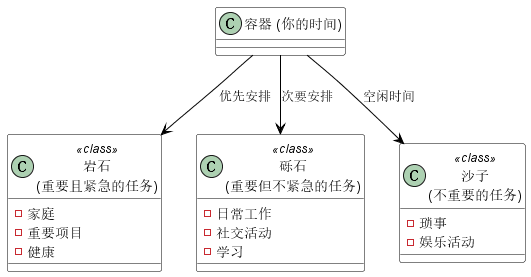 C 容器 (你的时间)
优先安排
次要安排
空闲时间
«class»
C 岩石
(重要且紧急的任务)
家庭
重要项目
健康
«class»
C 砾石
(重要但不紧急的任务)
日常工作
社交活动
学习
«class»
C 沙子
(不重要的任务)
琐事
娱乐活动